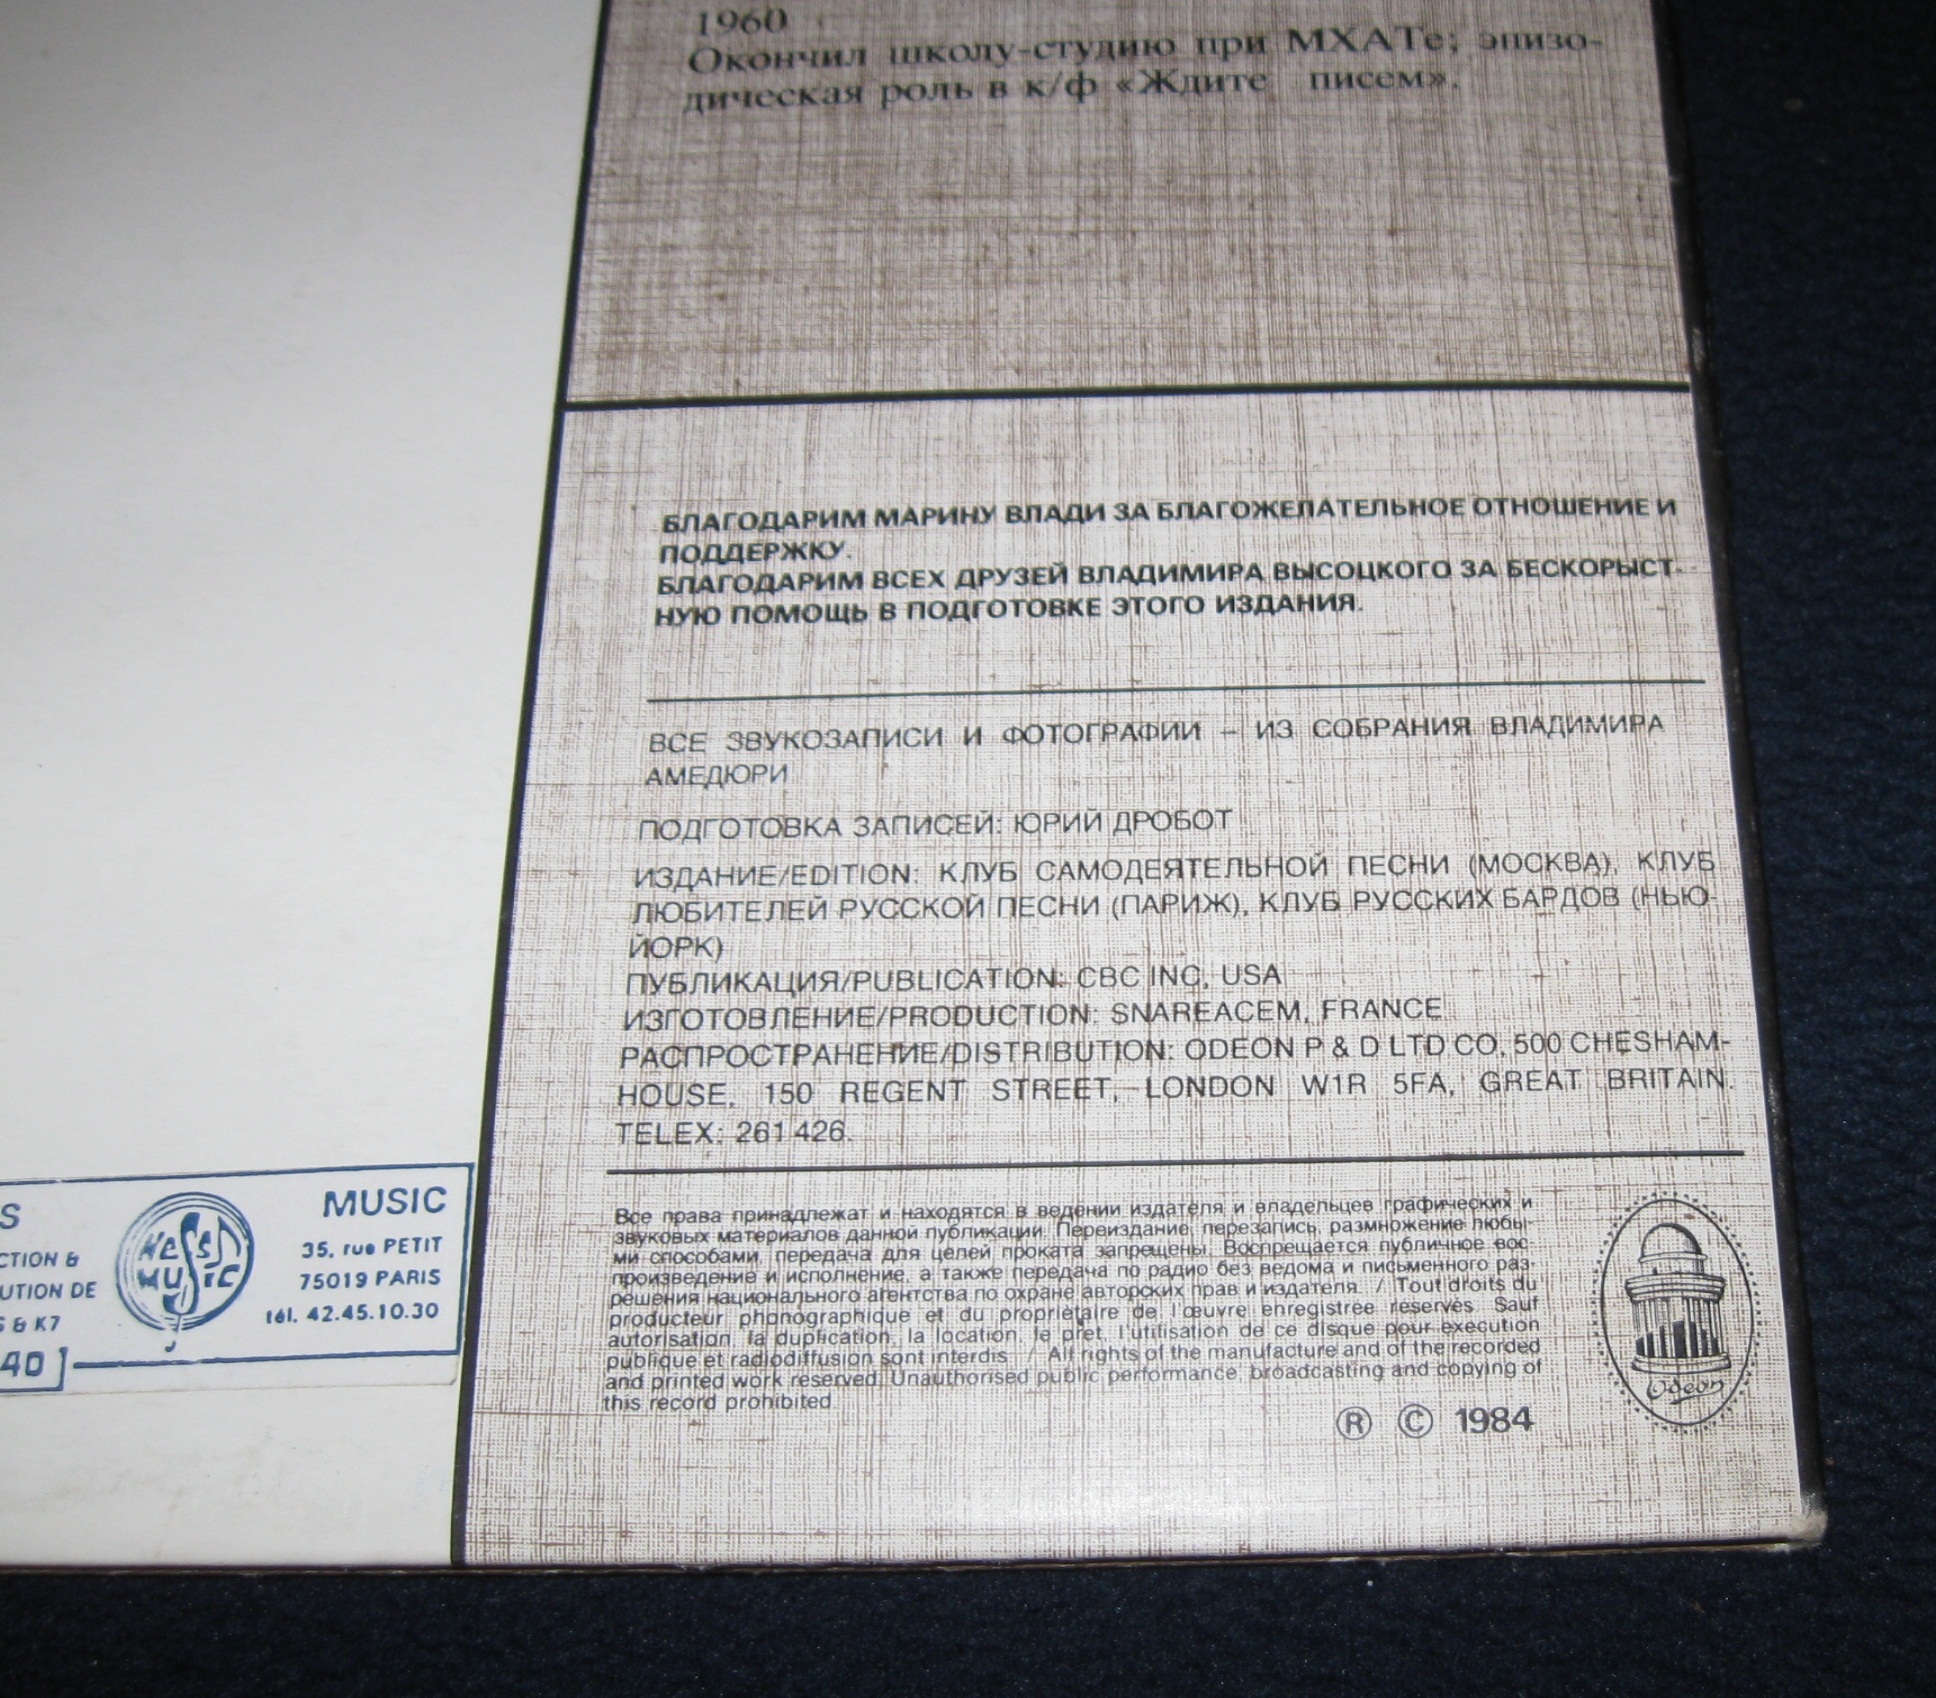 1960
Окончил школу-студию при МХАТе; эпизо-
дическая роль в к/ф «Ждите писем».
БЛАГОДАРИМ МАРИНУ ВЛАДИ ЗА БЛАГОЖЕЛАТЕЛЬНОЕ ОТНОШЕНИЕ И
ПОДДЕРЖКУ.
БЛАГОДАРИМ ВСЕХ ДРУЗЕЙ ВЛАДИМИРА ВЫСОЦКОГО ЗА БЕСКОРЫСТ-
НУЮ ПОМОЩЬ В ПОДГОТОВКЕ ЭТОГО ИЗДАНИЯ.
ВСЕ ЗВУКОЗАПИСИ И ФОТОГРАФИИ – ИЗ СОБРАНИЯ ВЛАДИМИРА
АМЕДЮРИ
ПОДГОТОВКА ЗАПИСЕЙ: ЮРИЙ ДРОБОТ
ИЗДАНИЕ/EDITION: КЛУБ САМОДЕЯТЕЛЬНОЙ ПЕСНИ (МОСКВА), КЛУБ
ЛЮБИТЕЛЕЙ РУССКОЙ ПЕСНИ (ПАРИЖ), КЛУБ РУССКИХ БАРДОВ (НЬЮ-
ЙОРК)
ПУБЛИКАЦИЯ/PUBLICATION: CBC INC, USA
ИЗГОТОВЛЕНИЕ/PRODUCTION: SNAREACEM, FRANCE
РАСПРОСТРАНЕНИЕ/DISTRIBUTION: ODEON P & D LTD CO, 500 CHESHAM-
HOUSE, 150 REGENT STREET, LONDON W1R 5FA, GREAT BRITAIN.
TELEX: 261 426.
Все права принадлежат и находятся в ведении издателя и владельцев графических и
звуковых материалов данной публикации. Переиздание, перезапись, размножение любы-
ми способами, передача для целей проката запрещены. Воспрещается публичное вос-
произведение и исполнение, а также передача по радио без ведома и письменного раз-
решения национального агентства по охране авторских прав и издателя. / Tout droits du
producteur phonographique et du propriétaire de l'œuvre enregistrée réservés. Sauf
autorisation, la duplication, la location, le prêt, l'utilisation de ce disque pour exécution
publique et radiodiffusion sont interdis. / All rights of the manufacture and of the recorded
and printed work reserved. Unauthorised public performance, broadcasting and copying of
this record prohibited.
® © 1984
Odeon
S
CTION &
UTION DE
S & K7
40
MESSA
MUSIC
MUSIC
35, rue PETIT
75019 PARIS
tél. 42.45.10.30